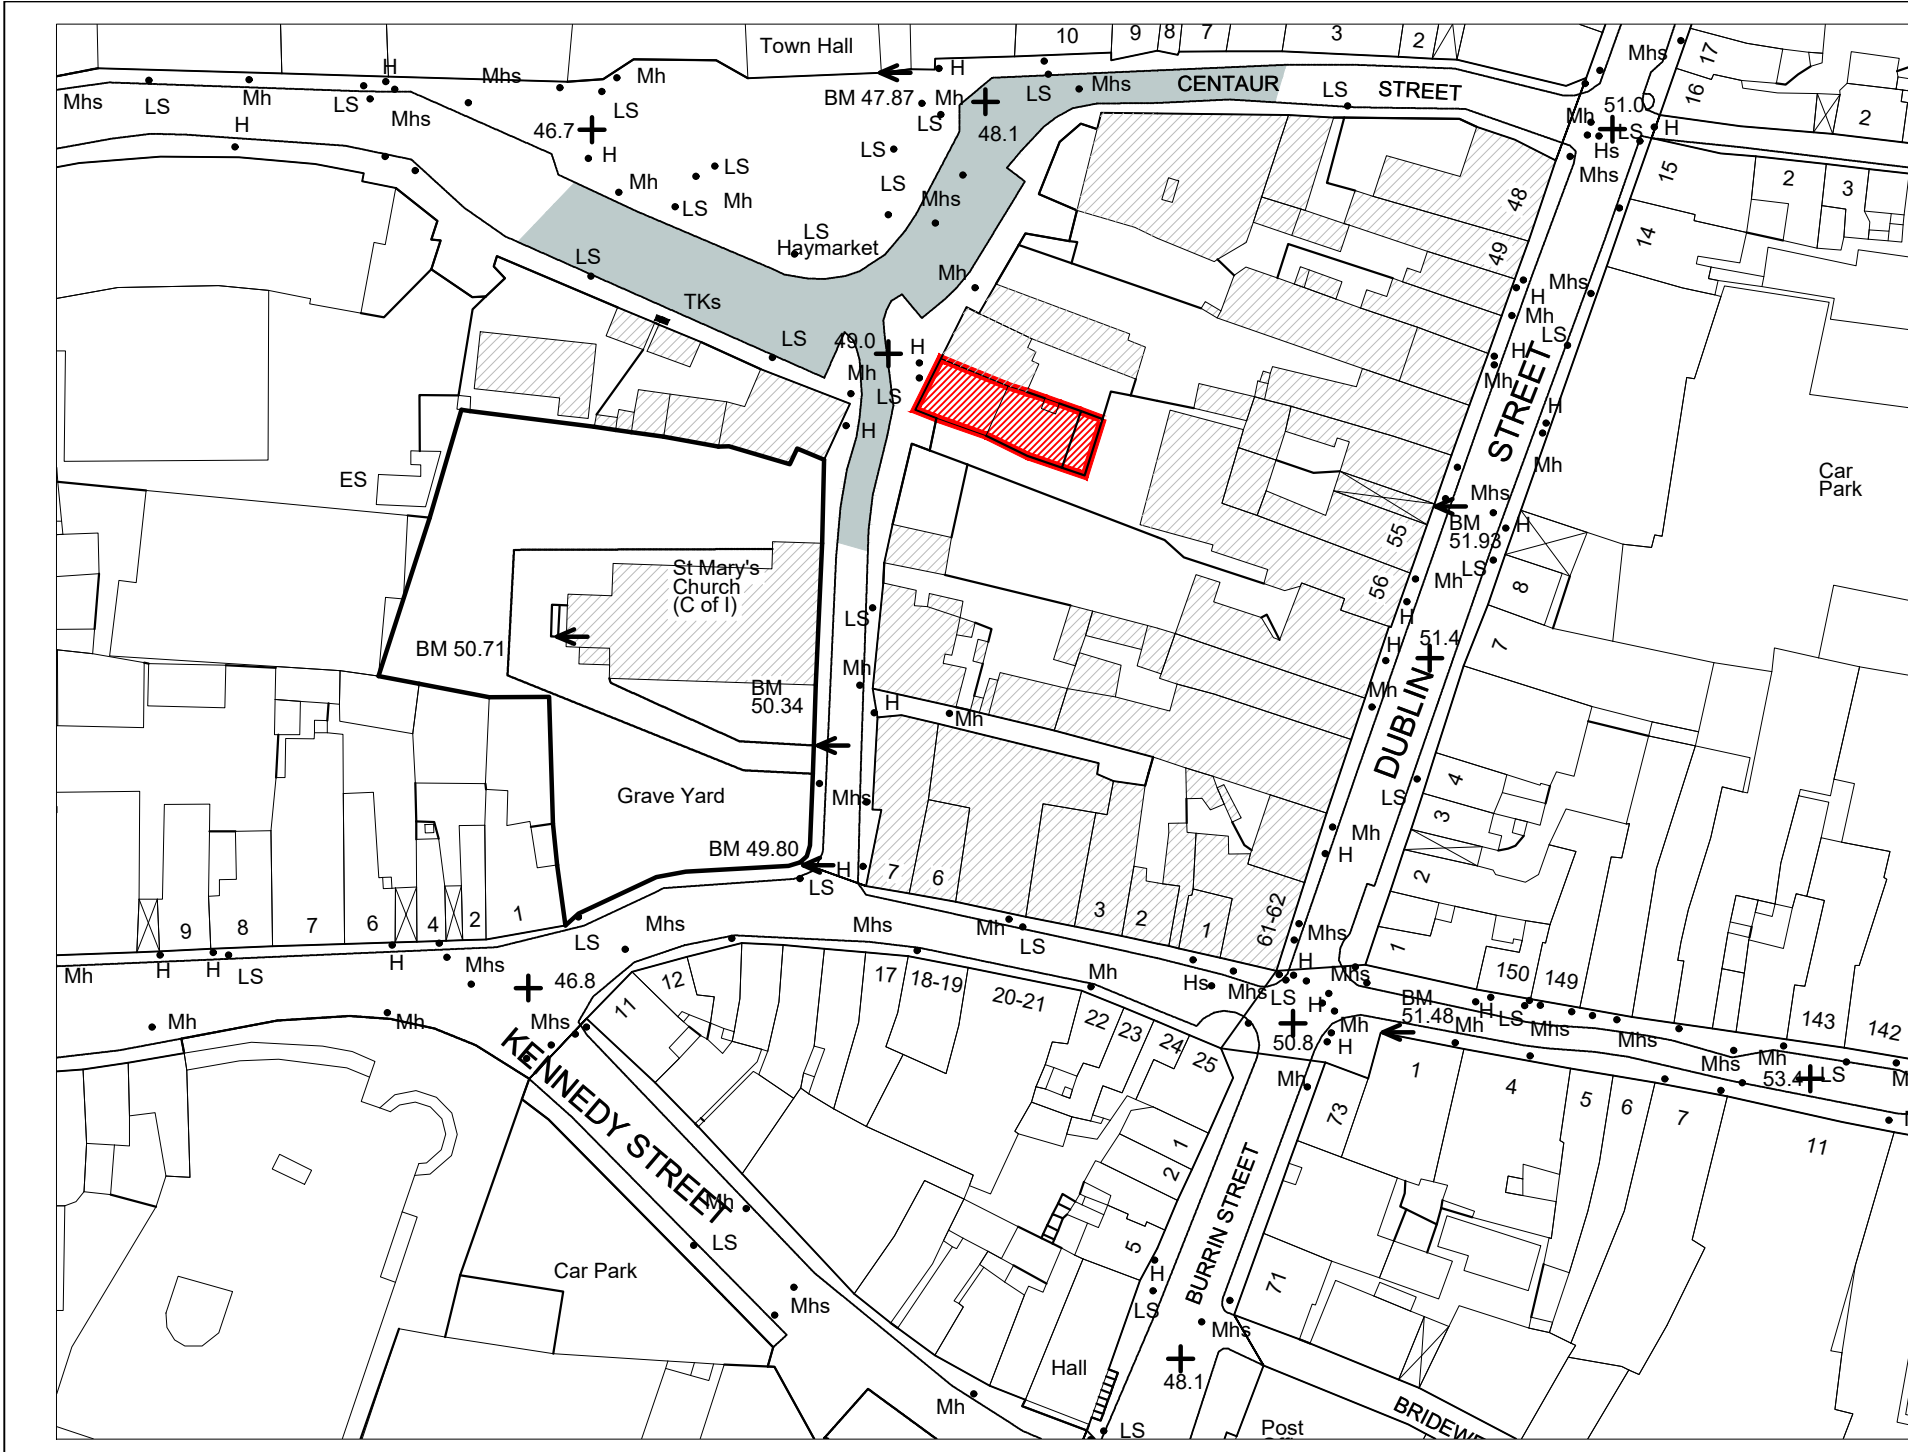 10
9
8
7
3
2
17
Town Hall
H
Mhs
Mh
H
Mhs
Mhs
LS
Mh
LS
LS
BM 47.87
Mh
LS
Mhs
CENTAUR
STREET
LS
16
51.0
2
H
Mhs
46.7
LS
48.1
Mh
LS
H
Hs
H
LS
LS
Mhs
15
2
3
Mh
LS
Mh
LS
Mhs
48
LS
Haymarket
14
49
LS
Mh
Mhs
TKs
H
Mh
LS
49.0
H
LS
Mh
LS
H
Mh
STREET
H
H
Mh
ES
Mhs
Car
Park
BM
51.93
H
55
St Mary's
Church
(C of I)
LS
Mh
56
8
LS
H
BM 50.71
H
51.4
7
Mh
BM
50.34
Mh
H
Mh
DUBLIN
Grave Yard
Mhs
LS
4
3
BM 49.80
H
Mh
H
LS
7
6
2
9
8
7
6
4
2
1
3
2
1
61-62
LS
Mhs
Mhs
Mh
LS
Mhs
1
Mh
H
H
LS
H
Mhs
46.8
12
17
18-19
20-21
Mh
Hs
Mhs
H
LS
Mhs
H
150
149
BM
51.48
H
LS
Mh
Mh
Mhs
11
22
23
24
25
50.8
Mh
H
Mh
Mhs
143
142
Mhs
Mh
53.4
LS
KENNEDY STREET
Mh
73
1
4
5
6
7
11
1
2
Mh
LS
5
H
BURRIN STREET
Car Park
Mhs
LS
71
Mhs
Hall
48.1
Mh
LS
Post
BRIDEWE